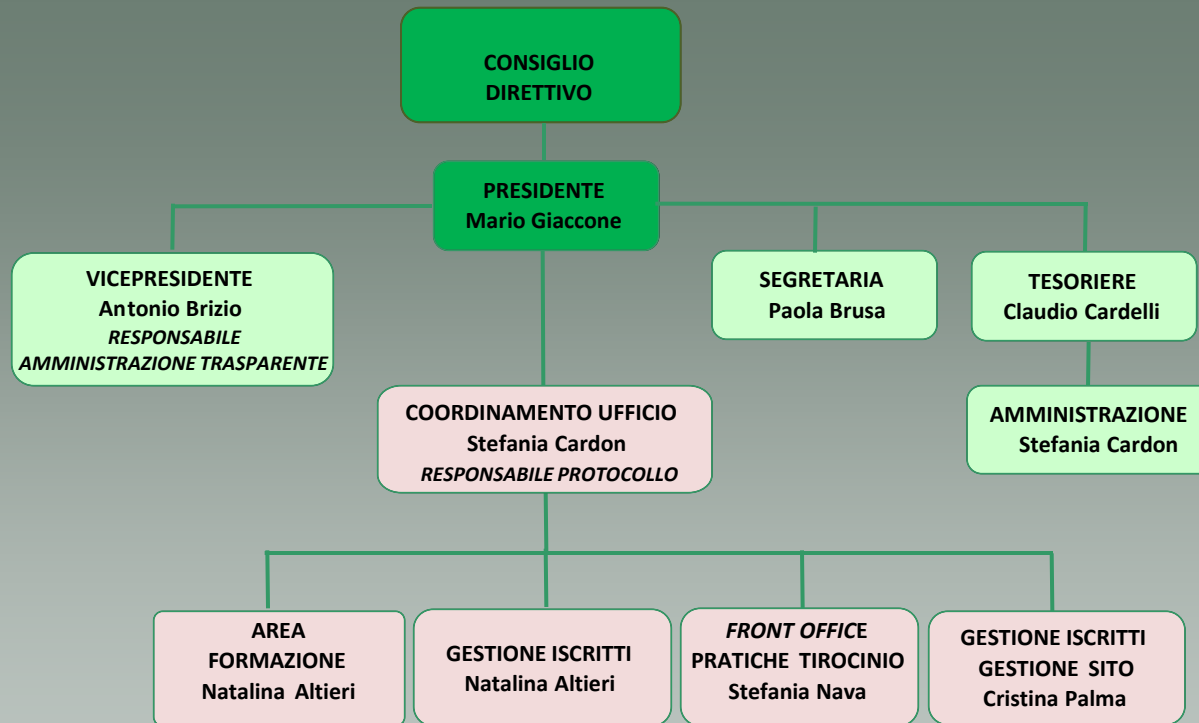 CONSIGLIO
DIRETTIVO
PRESIDENTE
Mario Giaccone
VICEPRESIDENTE
Antonio Brizio
RESPONSABILE
AMMINISTRAZIONE TRASPARENTE
SEGRETARIA
Paola Brusa
TESORIERE
Claudio Cardelli
COORDINAMENTO UFFICIO
Stefania Cardon
RESPONSABILE PROTOCOLLO
AMMINISTRAZIONE
Stefania Cardon
AREA
FORMAZIONE
Natalina Altieri
GESTIONE ISCRITTI
Natalina Altieri
FRONT OFFICE
PRATICHE TIROCINIO
Stefania Nava
GESTIONE ISCRITTI
GESTIONE SITO
Cristina Palma